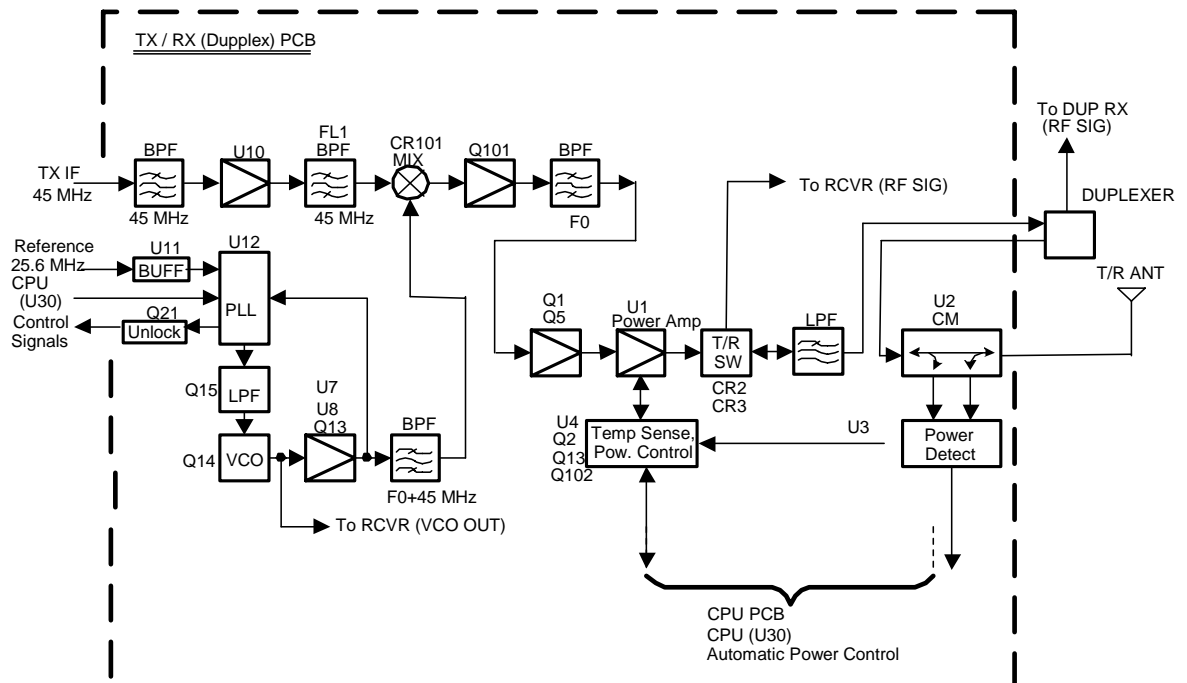 TX / RX (Dupplex) PCB
To DUP RX
(RF SIG)
BPF
U10
FL1
BPF
CR101
MIX
Q101
BPF
TX IF
45 MHz
45 MHz
45 MHz
F0
To RCVR (RF SIG)
DUPLEXER
Reference
25.6 MHz
U11
BUFF
U12
CPU
(U30)
PLL
Control
Signals
Q21
Unlock
T/R ANT
Q1
Q5
U1
Power Amp
T/R
SW
LPF
U2
CM
CR2
CR3
Q15
LPF
U7
U8
Q13
BPF
Q14
VCO
F0+45 MHz
U4
Q2
Q13
Q102
Temp Sense,
Pow. Control
U3
Power
Detect
To RCVR (VCO OUT)
CPU PCB
CPU (U30)
Automatic Power Control